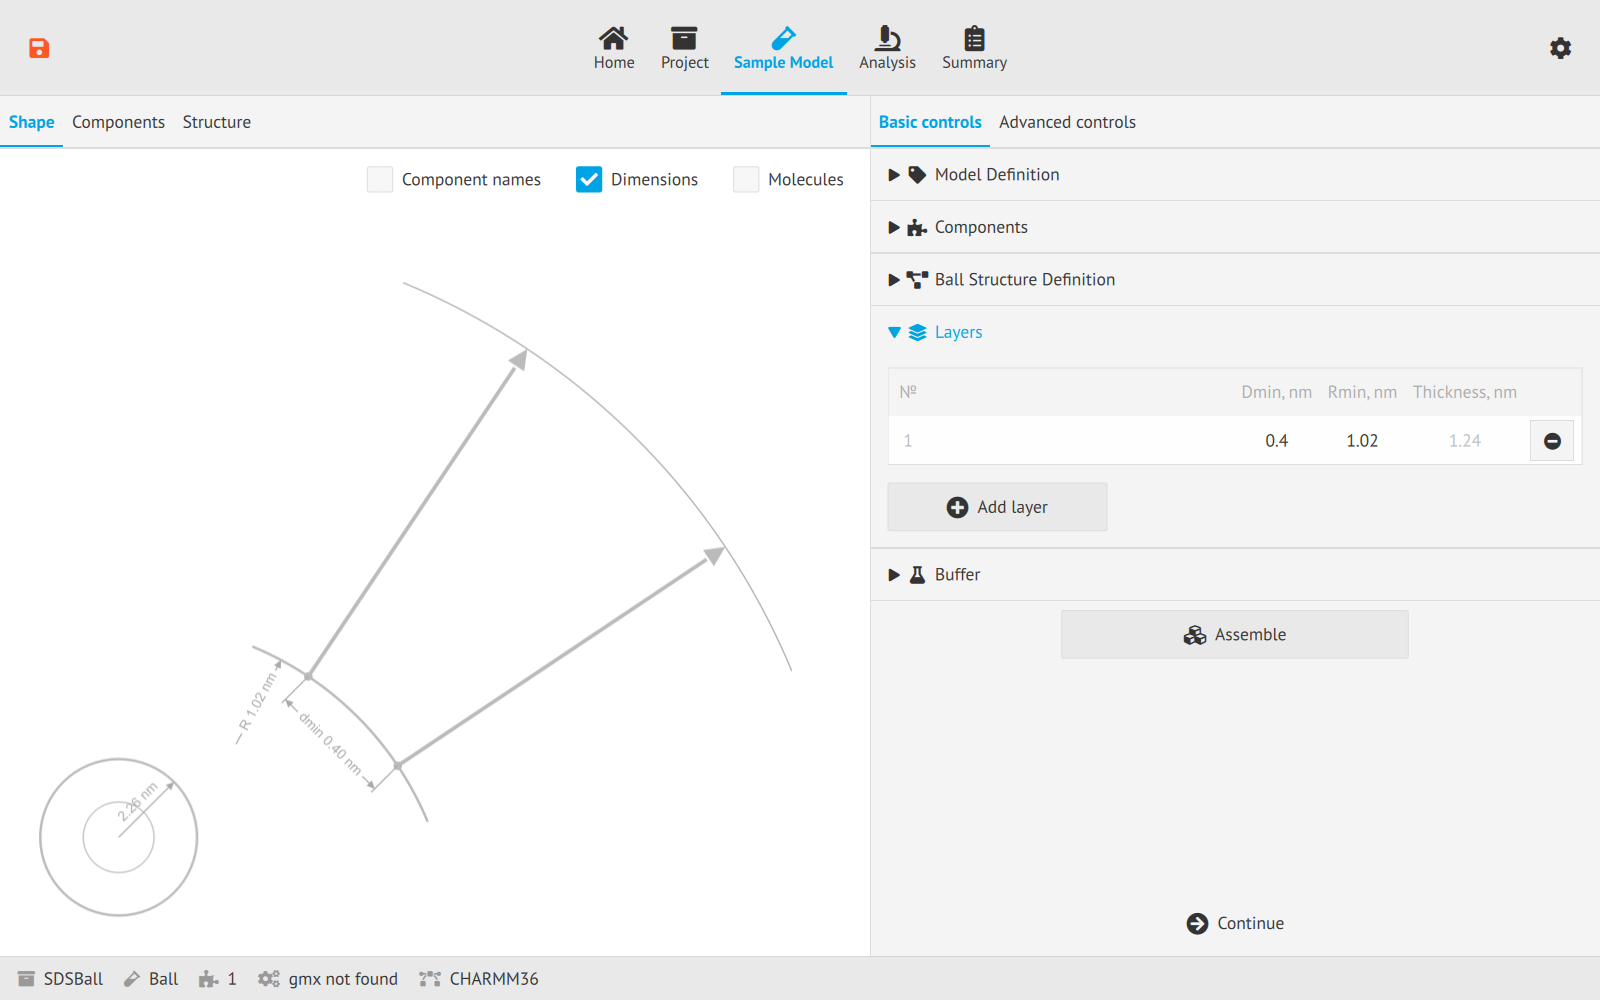 Home
Project
Sample Model
Analysis
Summary
Shape
Components
Structure
Basic controls
Advanced controls
Component names
Dimensions
Molecules
Model Definition
Components
Ball Structure Definition
Layers
№
Dmin, nm
Rmin, nm
Thickness, nm
1
0.4
1.02
1.24
Add layer
Buffer
Assemble
Continue
R 1.02 nm
dmin 0.40 nm
2.26 nm
SDSBall
Ball
1
gmx not found
CHARMM36